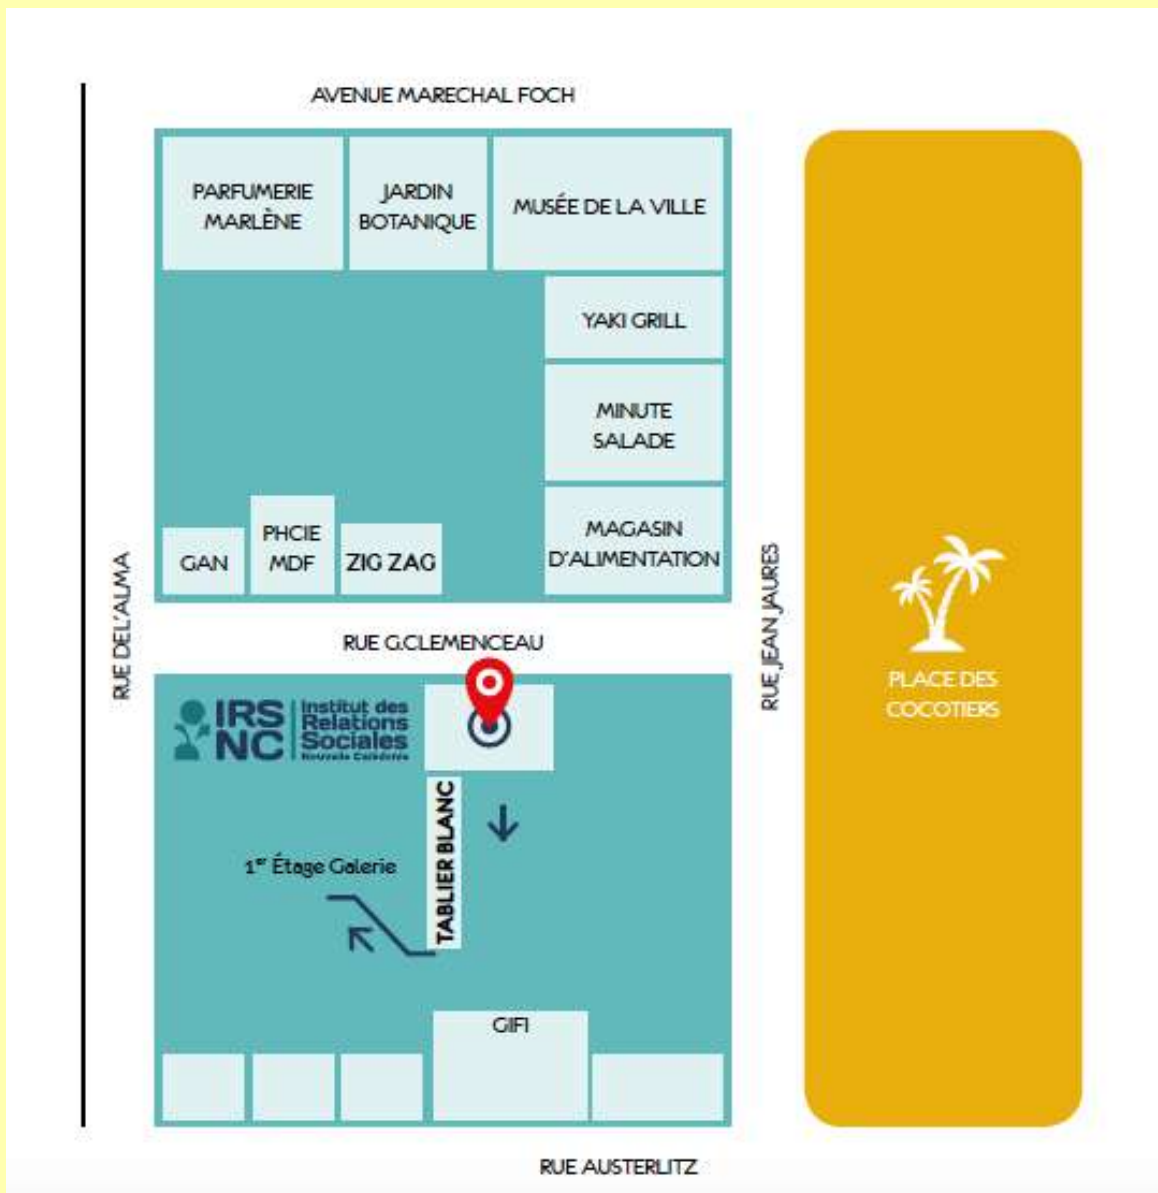 AVENUE MARECHAL FOCH
PARFUMERIE
MARLÈNE
JARDIN
BOTANIQUE
MUSÉE DE LA VILLE
YAKI GRILL
MINUTE
SALADE
MAGASIN
D'ALIMENTATION
GAN
PHCIE
MDF
ZIG ZAG
RUE DEL'ALMA
RUE G.CLEMENCEAU
RUE JEAN JAURES
PLACE DES
COCOTIERS
IRS
NC
Institut des
Relations
Sociales
Nouvelle Calédonie
TABLIER BLANC
1er Étage Galerie
GIFI
RUE AUSTERLITZ